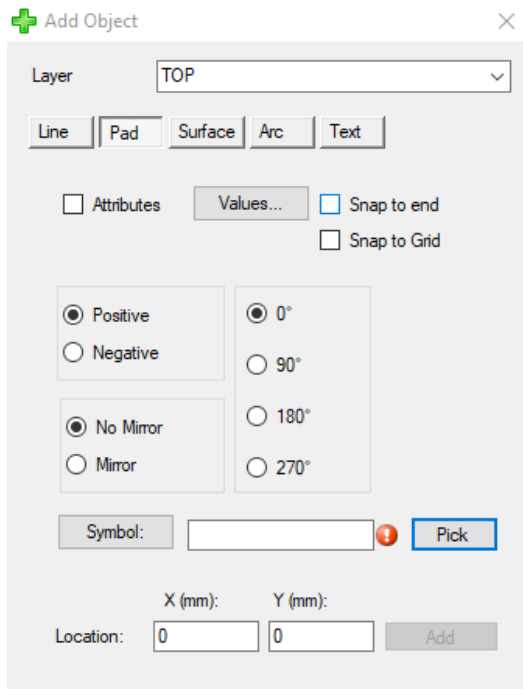 Add Object
Layer TOP
Line Pad Surface Arc Text
Attributes Values... Snap to end
Snap to Grid
Positive
Negative
No Mirror
Mirror
0°
90°
180°
270°
Symbol: Pick
X (mm): Y (mm):
Location: 0 0 Add